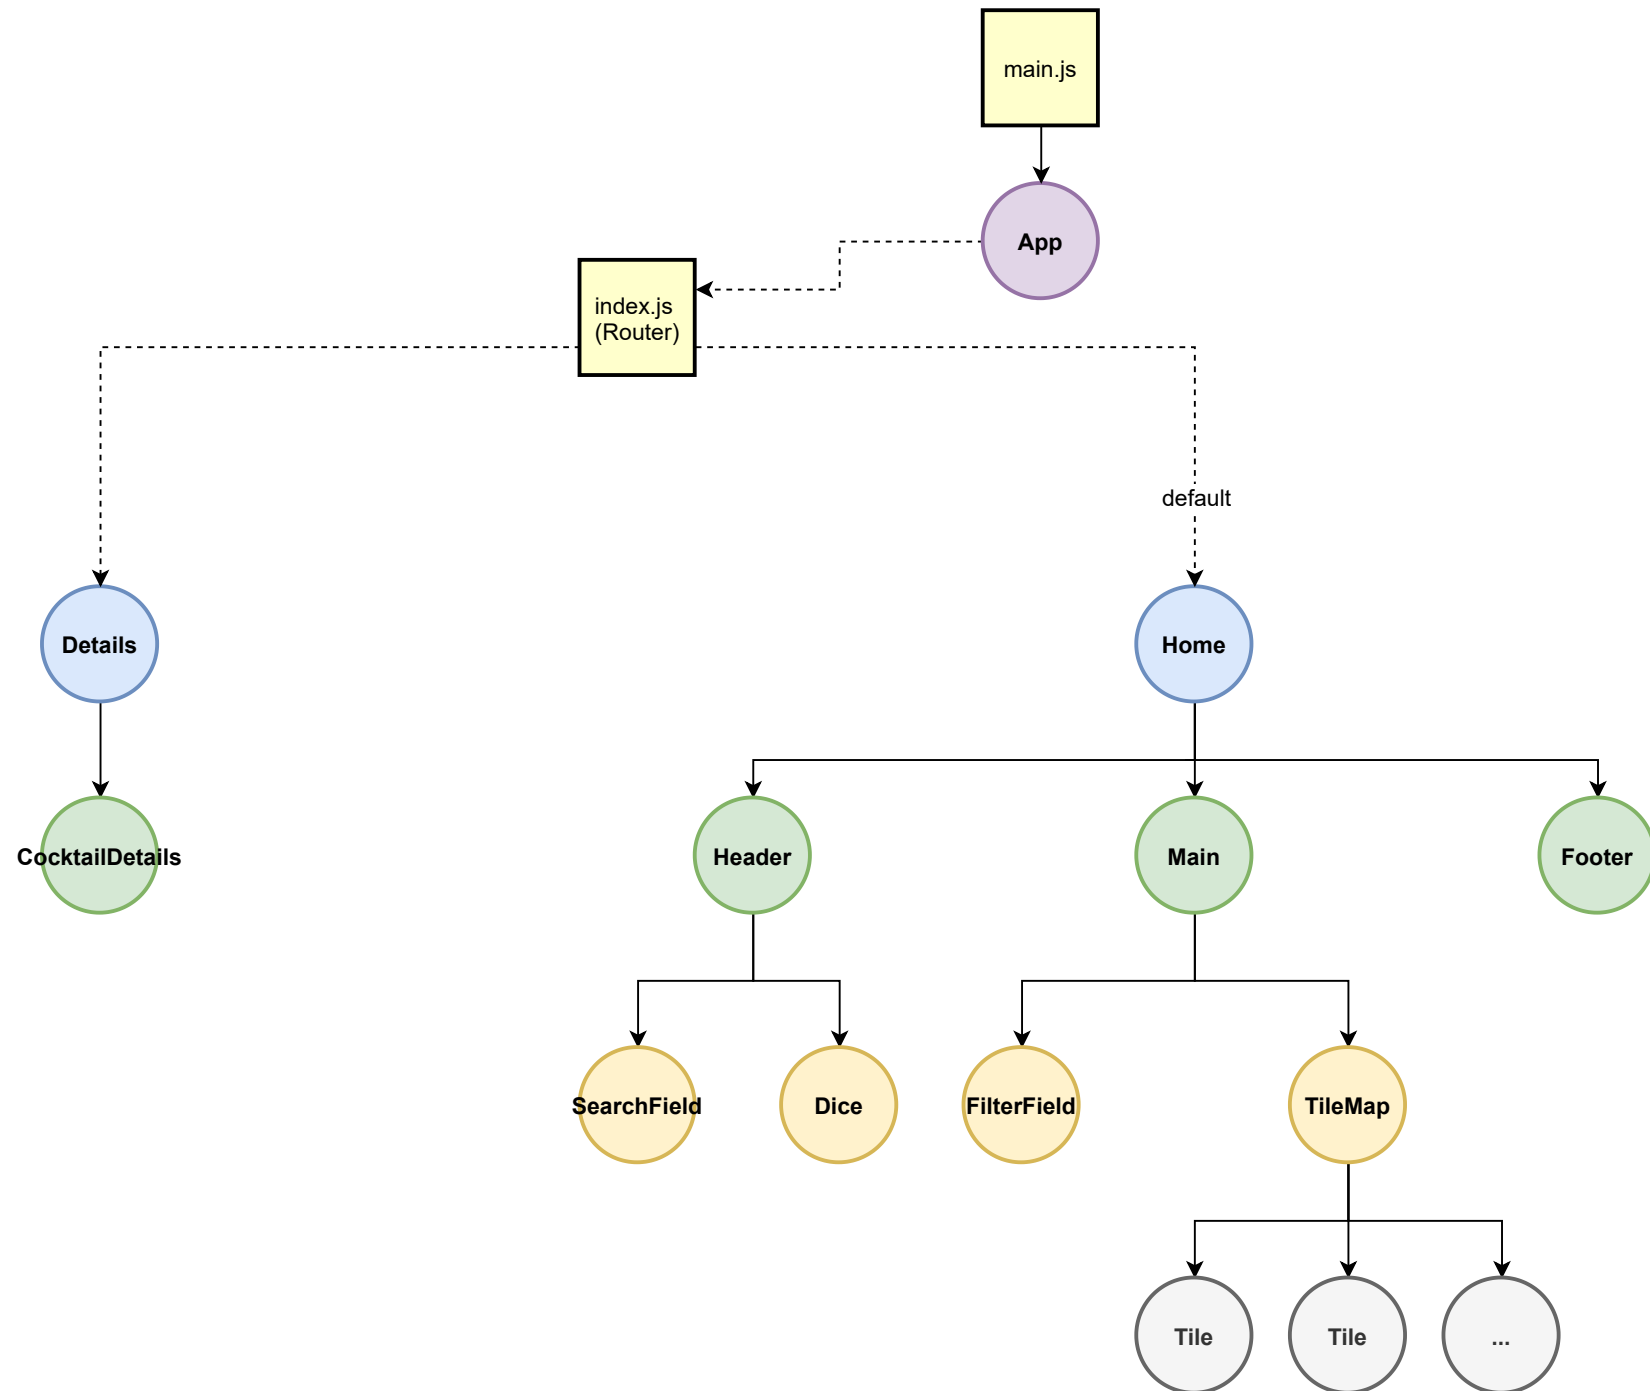 main.js
App
index.js
(Router)
default
Details
Home
CocktailDetails
Header
Main
Footer
SearchField
Dice
FilterField
TileMap
Tile
Tile
...